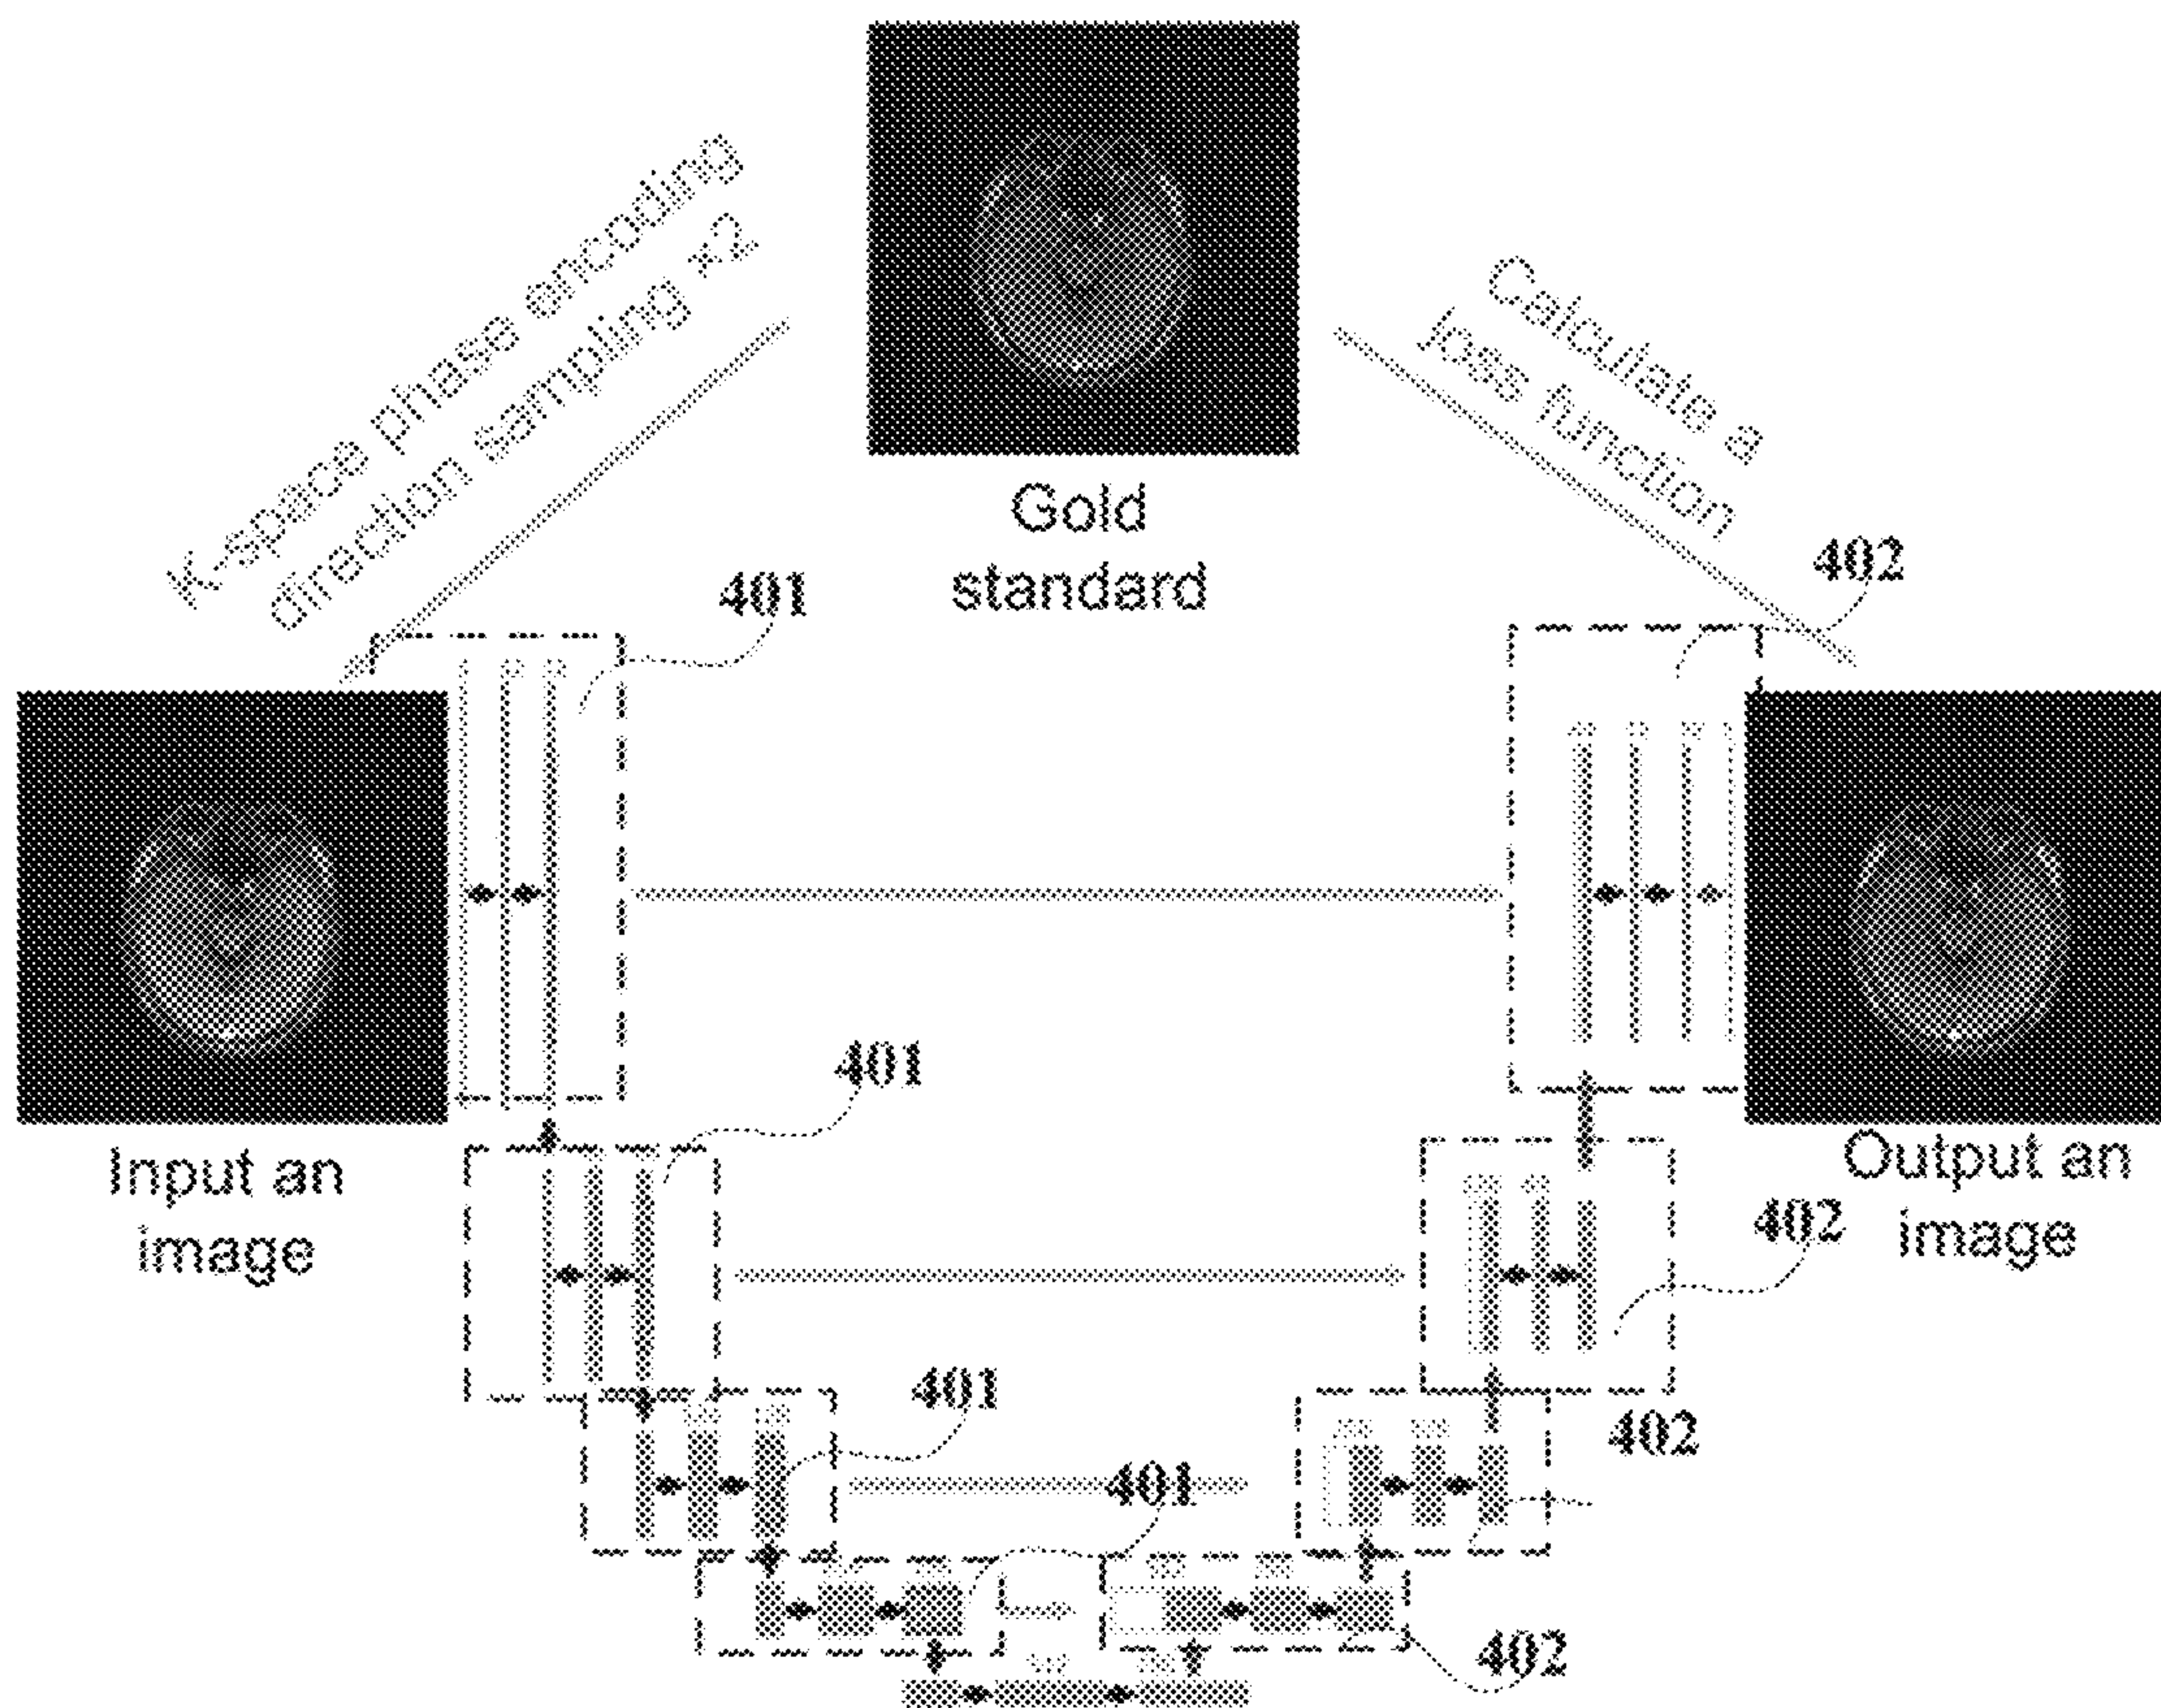 K-space phase encoding
direction sampling ×2
Calculate a
loss function
Gold
standard
401
402
401
Input an
image
Output an
image
402
401
402
401
402